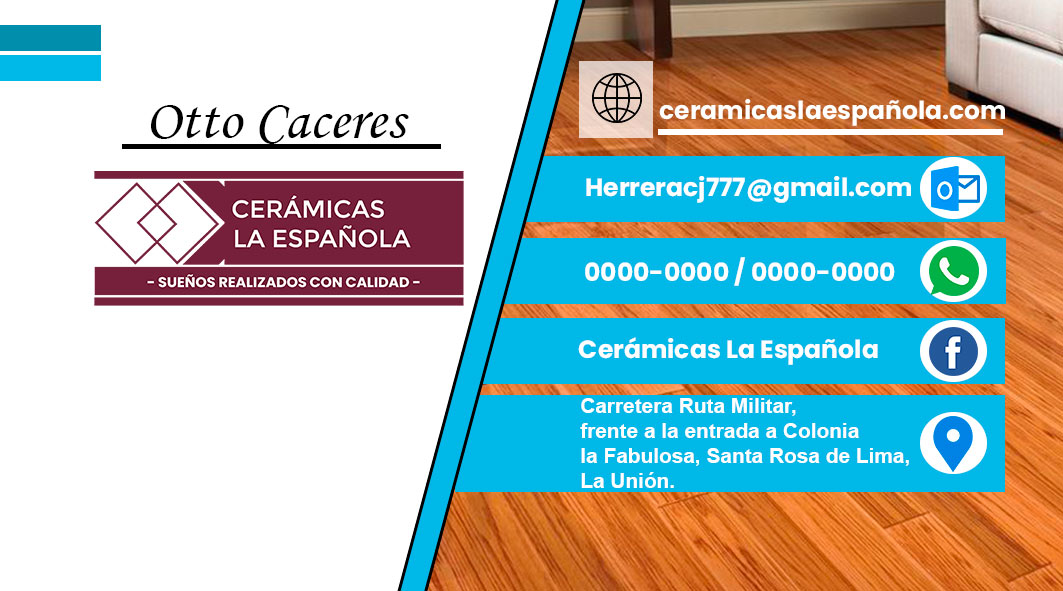 Otto Caceres
CERÁMICAS
LA ESPAÑOLA
- SUEÑOS REALIZADOS CON CALIDAD -
ceramicaslaespañola.com
Herreracj777@gmail.com
0000-0000 / 0000-0000
Cerámicas La Española
Carretera Ruta Militar,
frente a la entrada a Colonia
la Fabulosa, Santa Rosa de Lima,
La Unión.